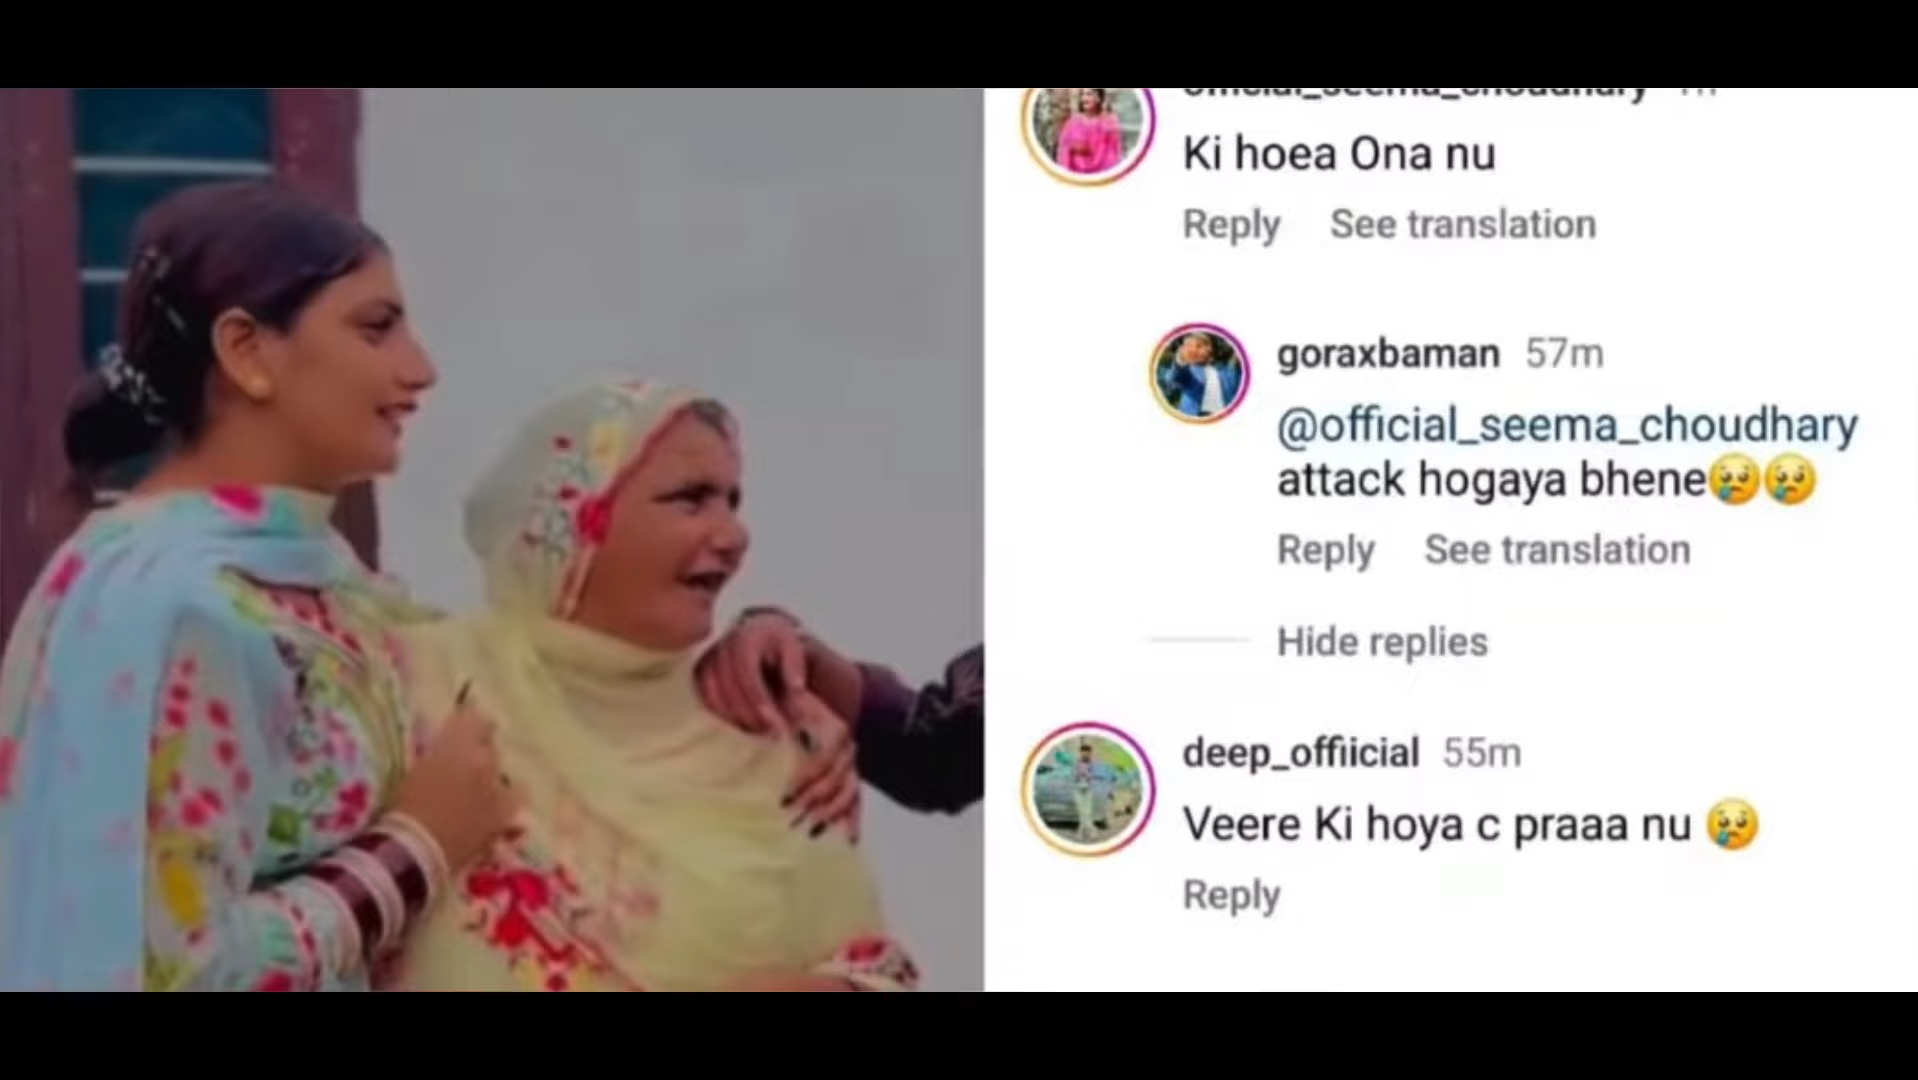 official_seema_choudhary
Ki hoea Ona nu
Reply See translation
goraxbaman 57m
@official_seema_choudhary
attack hogaya bhene😢😢
Reply See translation
Hide replies
deep_offiicial 55m
Veere Ki hoya c praaa nu 😢
Reply